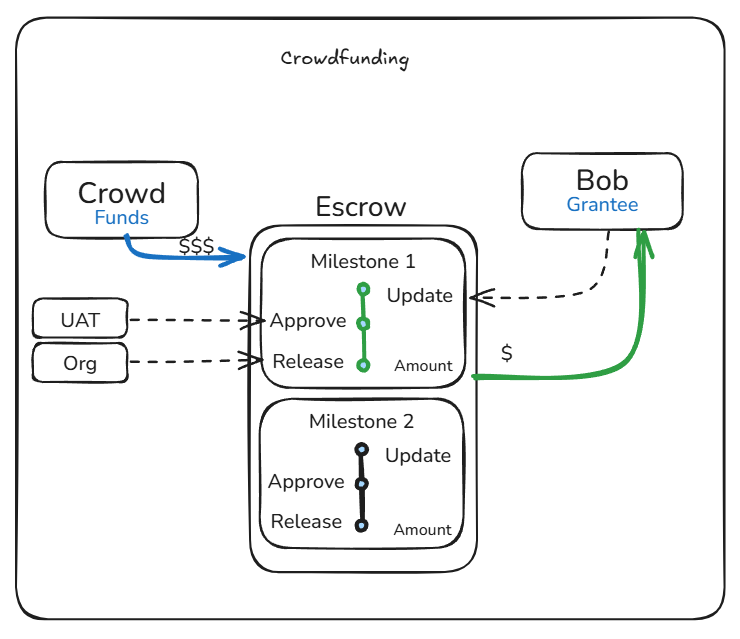 Crowdfunding
Crowd
Funds
$$$
Bob
Grantee
Escrow
Milestone 1
Update
UAT
Approve
Org
Release
Amount
$
Milestone 2
Update
Approve
Release
Amount